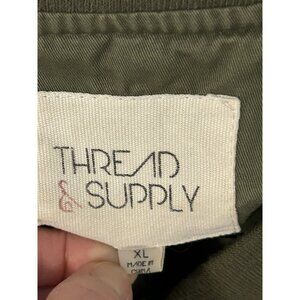 THREAD
& SUPPLY
XL
MADE IN
CHINA